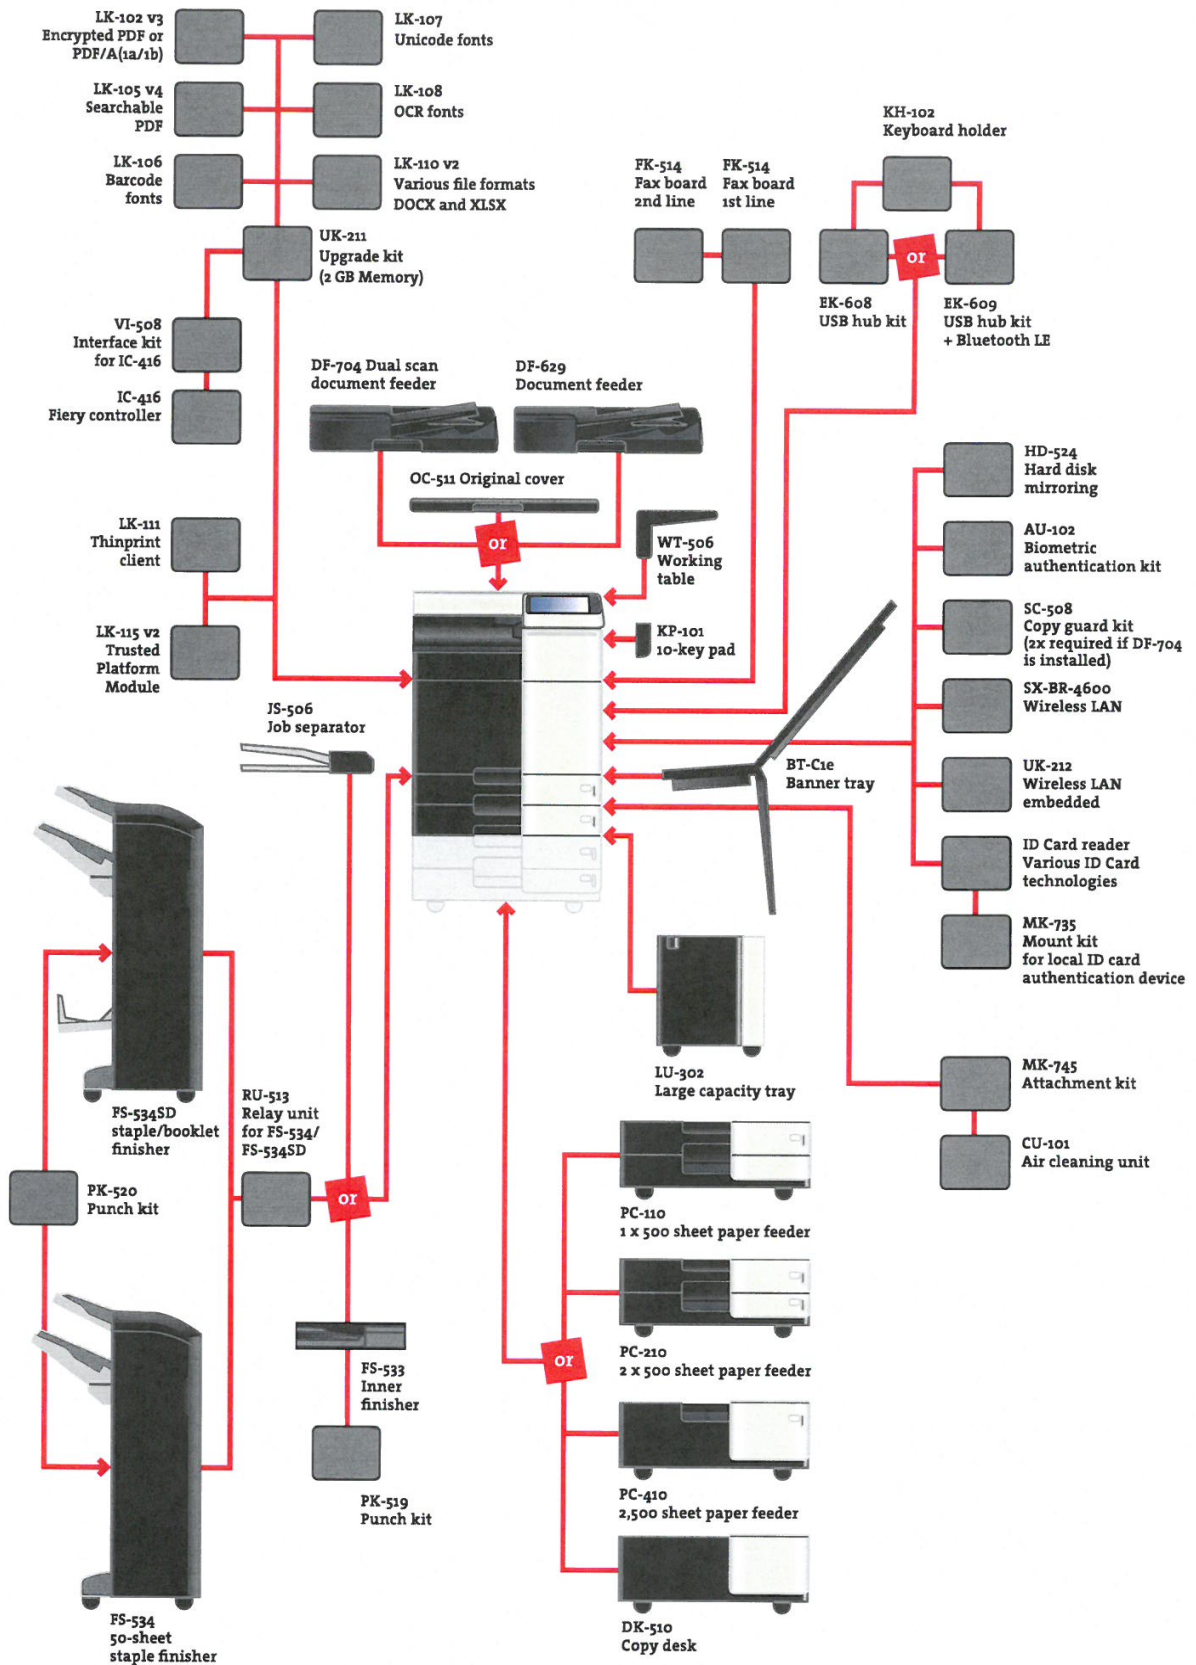 LK-102 v3
Encrypted PDF or
PDF/A(1a/1b)
LK-107
Unicode fonts
LK-105 v4
Searchable
PDF
LK-108
OCR fonts
LK-106
Barcode
fonts
LK-110 v2
Various file formats
DOCX and XLSX
UK-211
Upgrade kit
(2 GB Memory)
VI-508
Interface kit
for IC-416
IC-416
Fiery controller
FK-514
Fax board
2nd line
FK-514
Fax board
1st line
KH-102
Keyboard holder
or
EK-608
USB hub kit
EK-609
USB hub kit
+ Bluetooth LE
DF-704 Dual scan
document feeder
DF-629
Document feeder
OC-511 Original cover
or
WT-506
Working
table
KP-101
10-key pad
LK-111
Thinprint
client
LK-115 v2
Trusted
Platform
Module
HD-524
Hard disk
mirroring
AU-102
Biometric
authentication kit
SC-508
Copy guard kit
(2x required if DF-704
is installed)
SX-BR-4600
Wireless LAN
UK-212
Wireless LAN
embedded
ID Card reader
Various ID Card
technologies
MK-735
Mount kit
for local ID card
authentication device
JS-506
Job separator
BT-C1e
Banner tray
LU-302
Large capacity tray
MK-745
Attachment kit
CU-101
Air cleaning unit
FS-534SD
staple/booklet
finisher
RU-513
Relay unit
for FS-534/
FS-534SD
PK-520
Punch kit
or
FS-533
Inner
finisher
PK-519
Punch kit
FS-534
50-sheet
staple finisher
PC-110
1 x 500 sheet paper feeder
PC-210
2 x 500 sheet paper feeder
or
PC-410
2,500 sheet paper feeder
DK-510
Copy desk